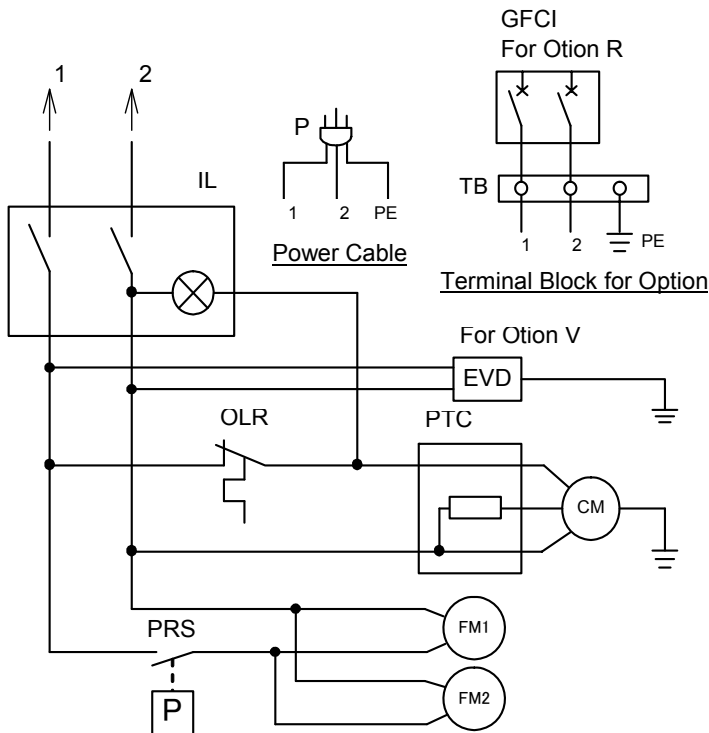 GFCI
For Otion R
1
2
P
IL
TB
1
2
PE
1
2
PE
Power Cable
Terminal Block for Option
For Otion V
EVD
OLR
PTC
CM
PRS
FM1
FM2
P